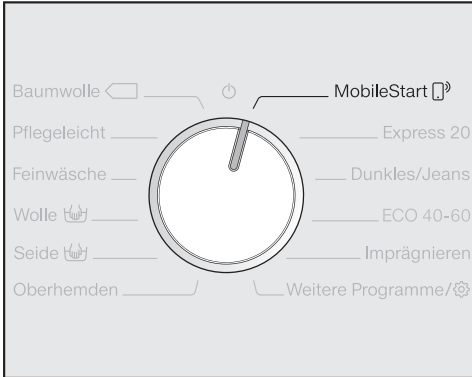 Baumwolle
Pflegeleicht
Feinwäsche
Wolle
Seide
Oberhemden
MobileStart
Express 20
Dunkles/Jeans
ECO 40-60
Imprägnieren
Weitere Programme/